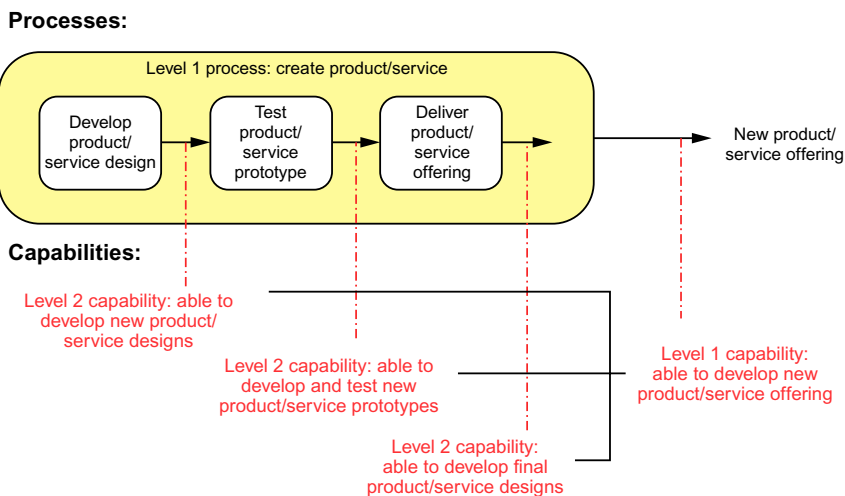 Processes:
Level 1 process: create product/service
Develop
product/
service design
Test
product/
service
prototype
Deliver
product/
service
offering
New product/
service offering
Capabilities:
Level 2 capability: able to
develop new product/
service designs
Level 2 capability: able to
develop and test new
product/service prototypes
Level 1 capability:
able to develop new
product/service offering
Level 2 capability:
able to develop final
product/service designs